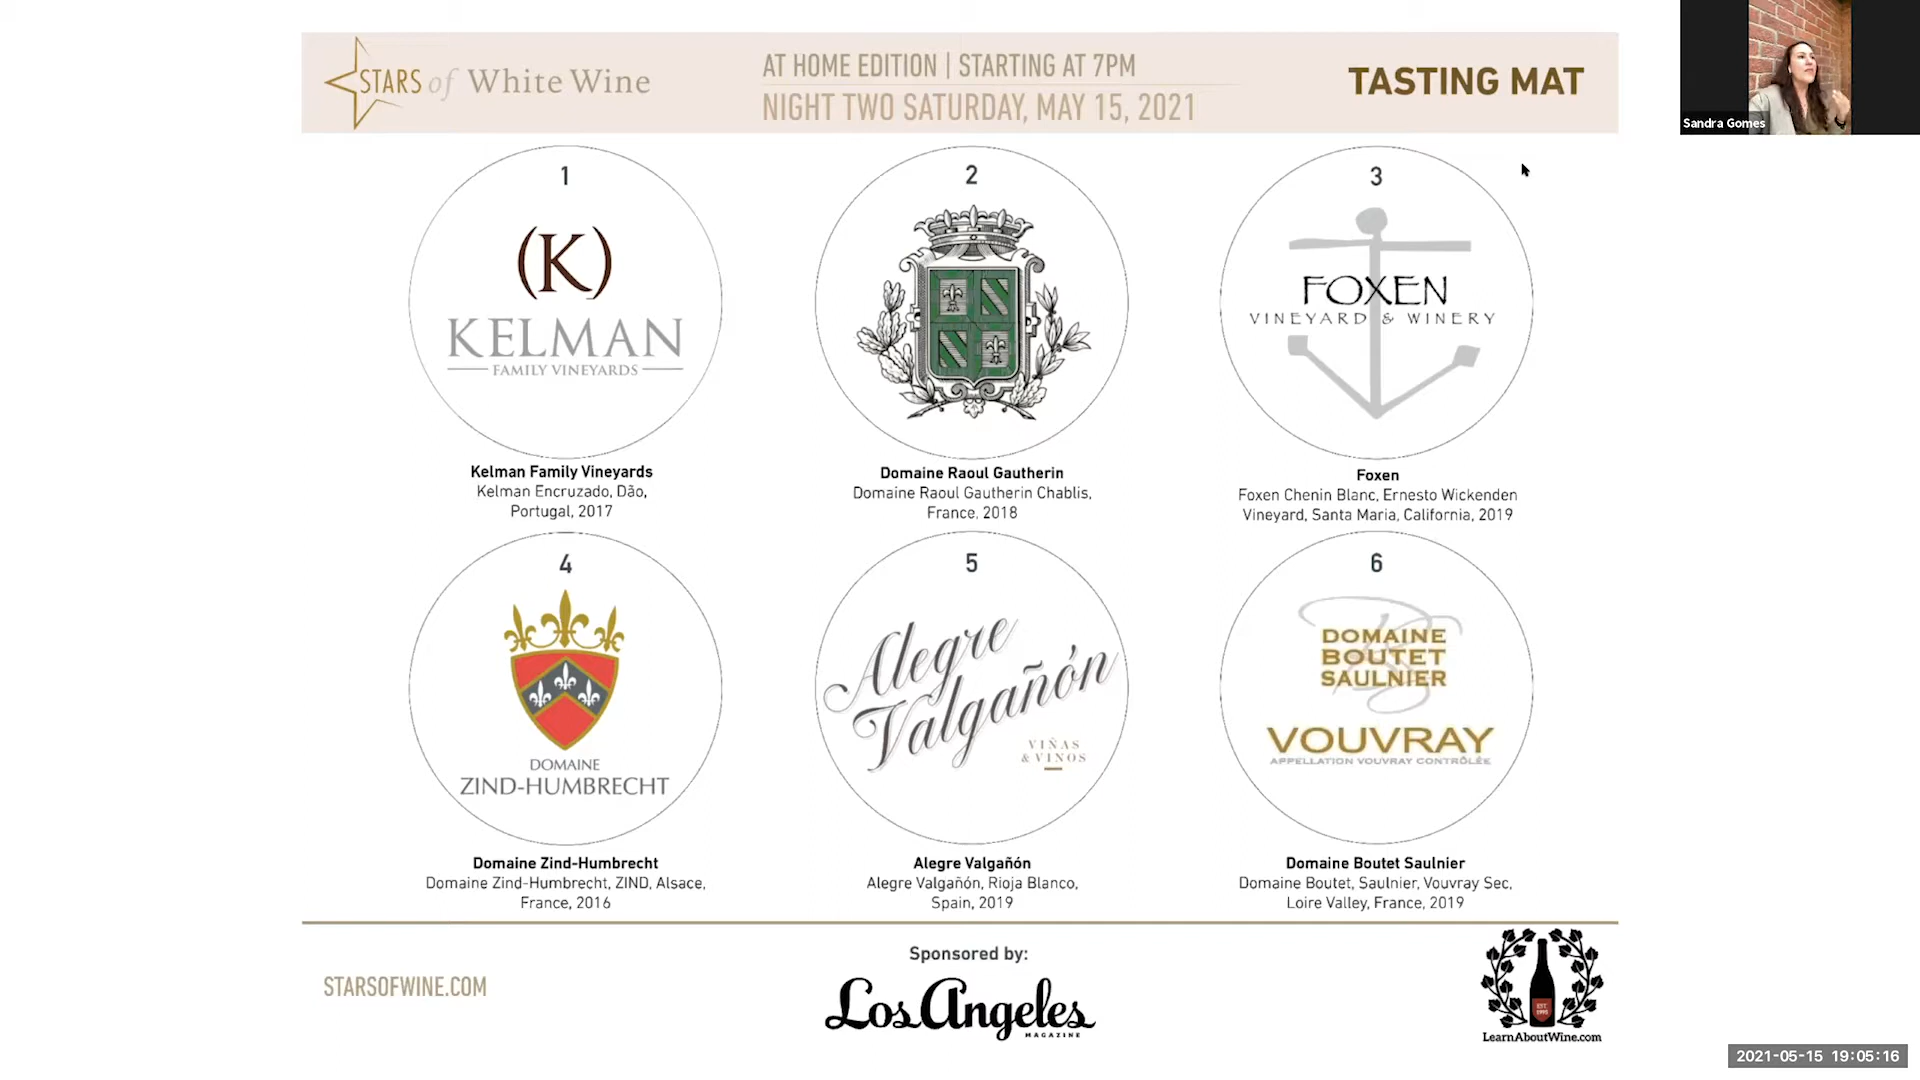 STARS of White Wine
AT HOME EDITION | STARTING AT 7PM
NIGHT TWO SATURDAY, MAY 15, 2021
TASTING MAT
Sandra Gomes
1
(K)
KELMAN
FAMILY VINEYARDS
Kelman Family Vineyards
Kelman Encruzado, Dão,
Portugal, 2017
2
Domaine Raoul Gautherin
Domaine Raoul Gautherin Chablis,
France, 2018
3
FOXEN
VINEYARD & WINERY
Foxen
Foxen Chenin Blanc, Ernesto Wickenden
Vineyard, Santa Maria, California, 2019
4
DOMAINE
ZIND-HUMBRECHT
Domaine Zind-Humbrecht
Domaine Zind-Humbrecht, ZIND, Alsace,
France, 2016
5
Alegre
Valgañón
VIÑAS
& VINOS
Alegre Valgañón
Alegre Valgañón, Rioja Blanco,
Spain, 2019
6
BS
DOMAINE
BOUTET
SAULNIER
VOUVRAY
APPELLATION VOUVRAY CONTRÔLÉE
Domaine Boutet Saulnier
Domaine Boutet, Saulnier, Vouvray Sec,
Loire Valley, France, 2019
STARSOFWINE.COM
Sponsored by:
Los Angeles
MAGAZINE
EST.
1995
LearnAboutWine.com
2021-05-15 19:05:16